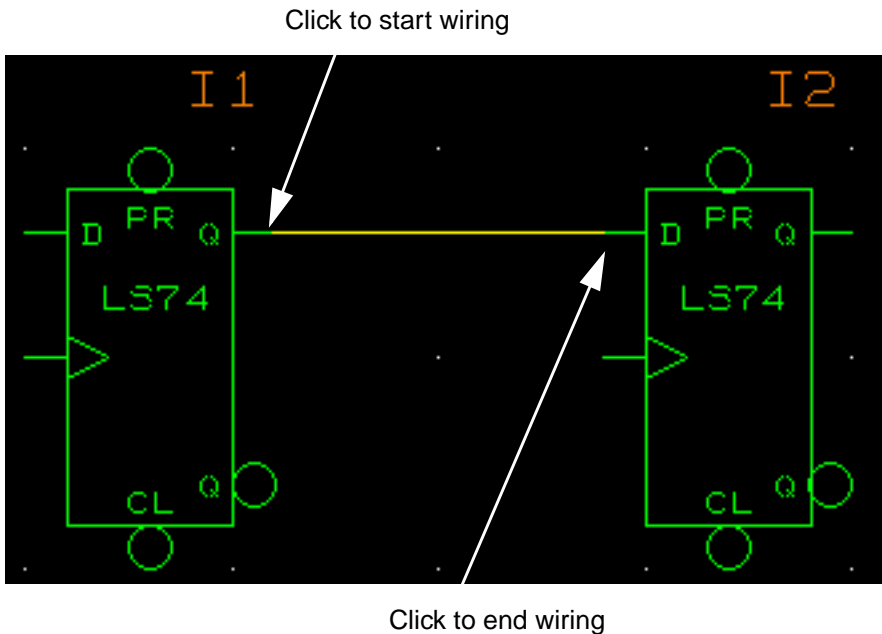 Click to start wiring
I1
I2
PR
PR
D
Q
D
Q
LS74
LS74
Q
Q
CL
CL
Click to end wiring